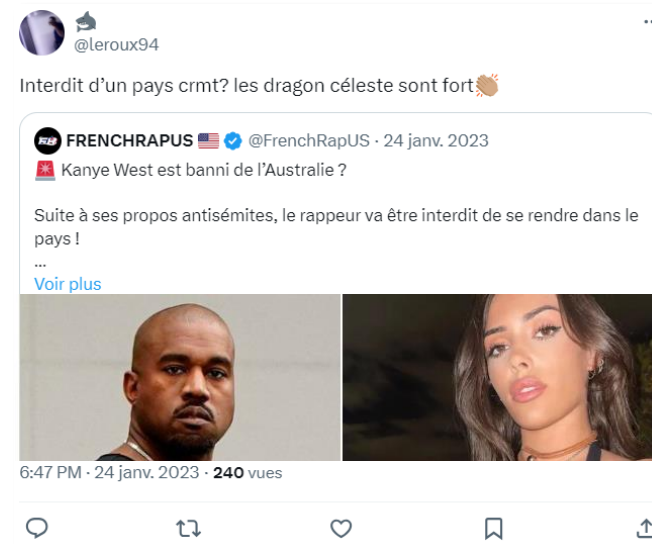 @leroux94
Interdit d’un pays crmt? les dragon céleste sont fort👏🏽
FRENCHRAPUS 🇺🇸 @FrenchRapUS · 24 janv. 2023
🚨 Kanye West est banni de l’Australie ?
Suite à ses propos antisémites, le rappeur va être interdit de se rendre dans le
pays !
...
Voir plus
6:47 PM · 24 janv. 2023 · 240 vues